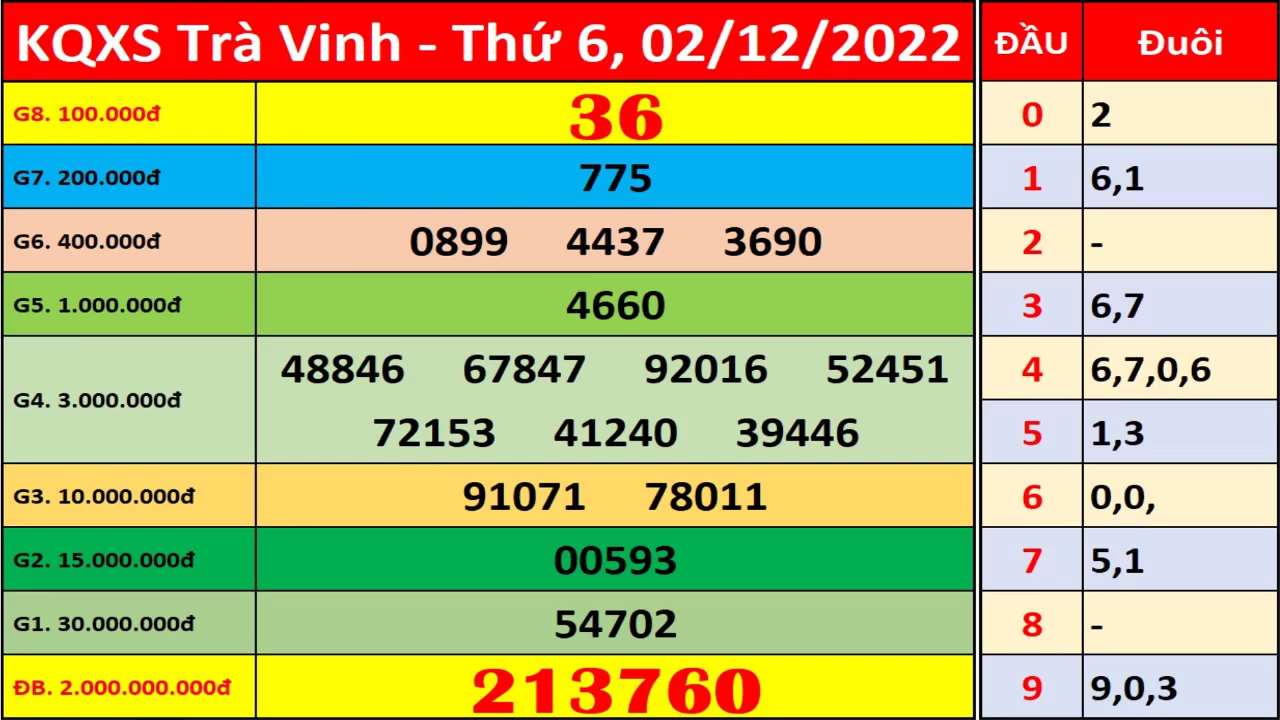 KQXS Trà Vinh - Thứ 6, 02/12/2022 ĐẦU Đuôi
G8. 100.000đ 36 0 2
G7. 200.000đ 775 1 6,1
G6. 400.000đ 0899 4437 3690 2 -
G5. 1.000.000đ 4660 3 6,7
G4. 3.000.000đ 48846 67847 92016 52451 4 6,7,0,6
72153 41240 39446 5 1,3
G3. 10.000.000đ 91071 78011 6 0,0,
G2. 15.000.000đ 00593 7 5,1
G1. 30.000.000đ 54702 8 -
ĐB. 2.000.000.000đ 213760 9 9,0,3